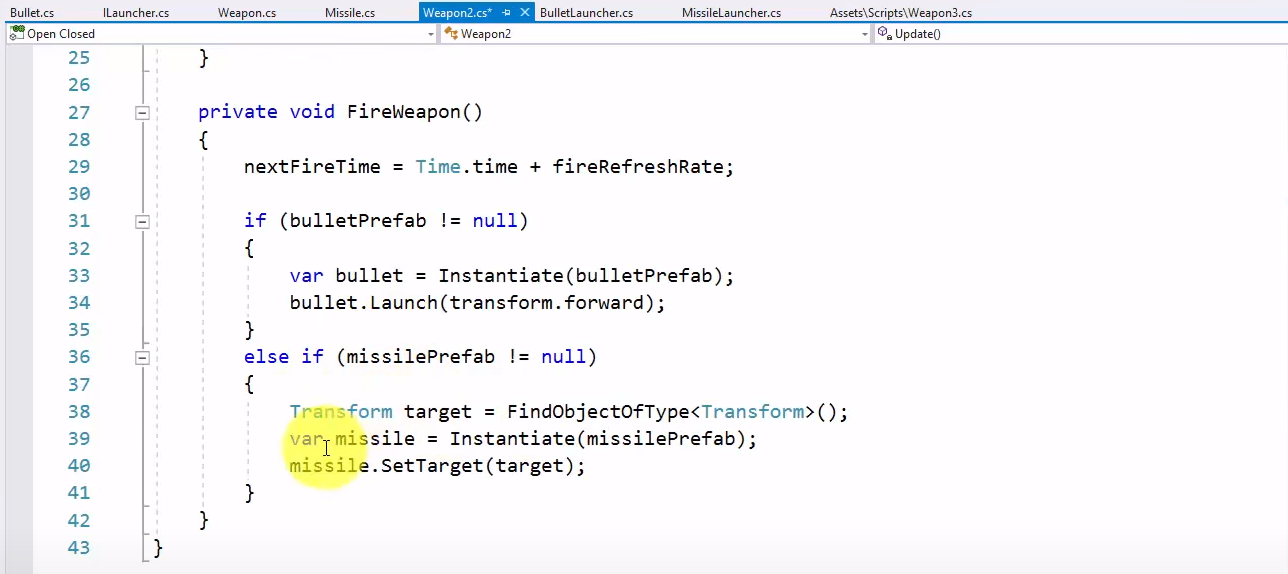 Bullet.cs ILauncher.cs Weapon.cs Missile.cs Weapon2.cs* BulletLauncher.cs MissileLauncher.cs Assets\Scripts\Weapon3.cs
Open Closed Weapon2 Update()
25 }
26
27 private void FireWeapon()
28 {
29 nextFireTime = Time.time + fireRefreshRate;
30
31 if (bulletPrefab != null)
32 {
33 var bullet = Instantiate(bulletPrefab);
34 bullet.Launch(transform.forward);
35 }
36 else if (missilePrefab != null)
37 {
38 Transform target = FindObjectOfType<Transform>();
39 var missile = Instantiate(missilePrefab);
40 missile.SetTarget(target);
41 }
42 }
43 }